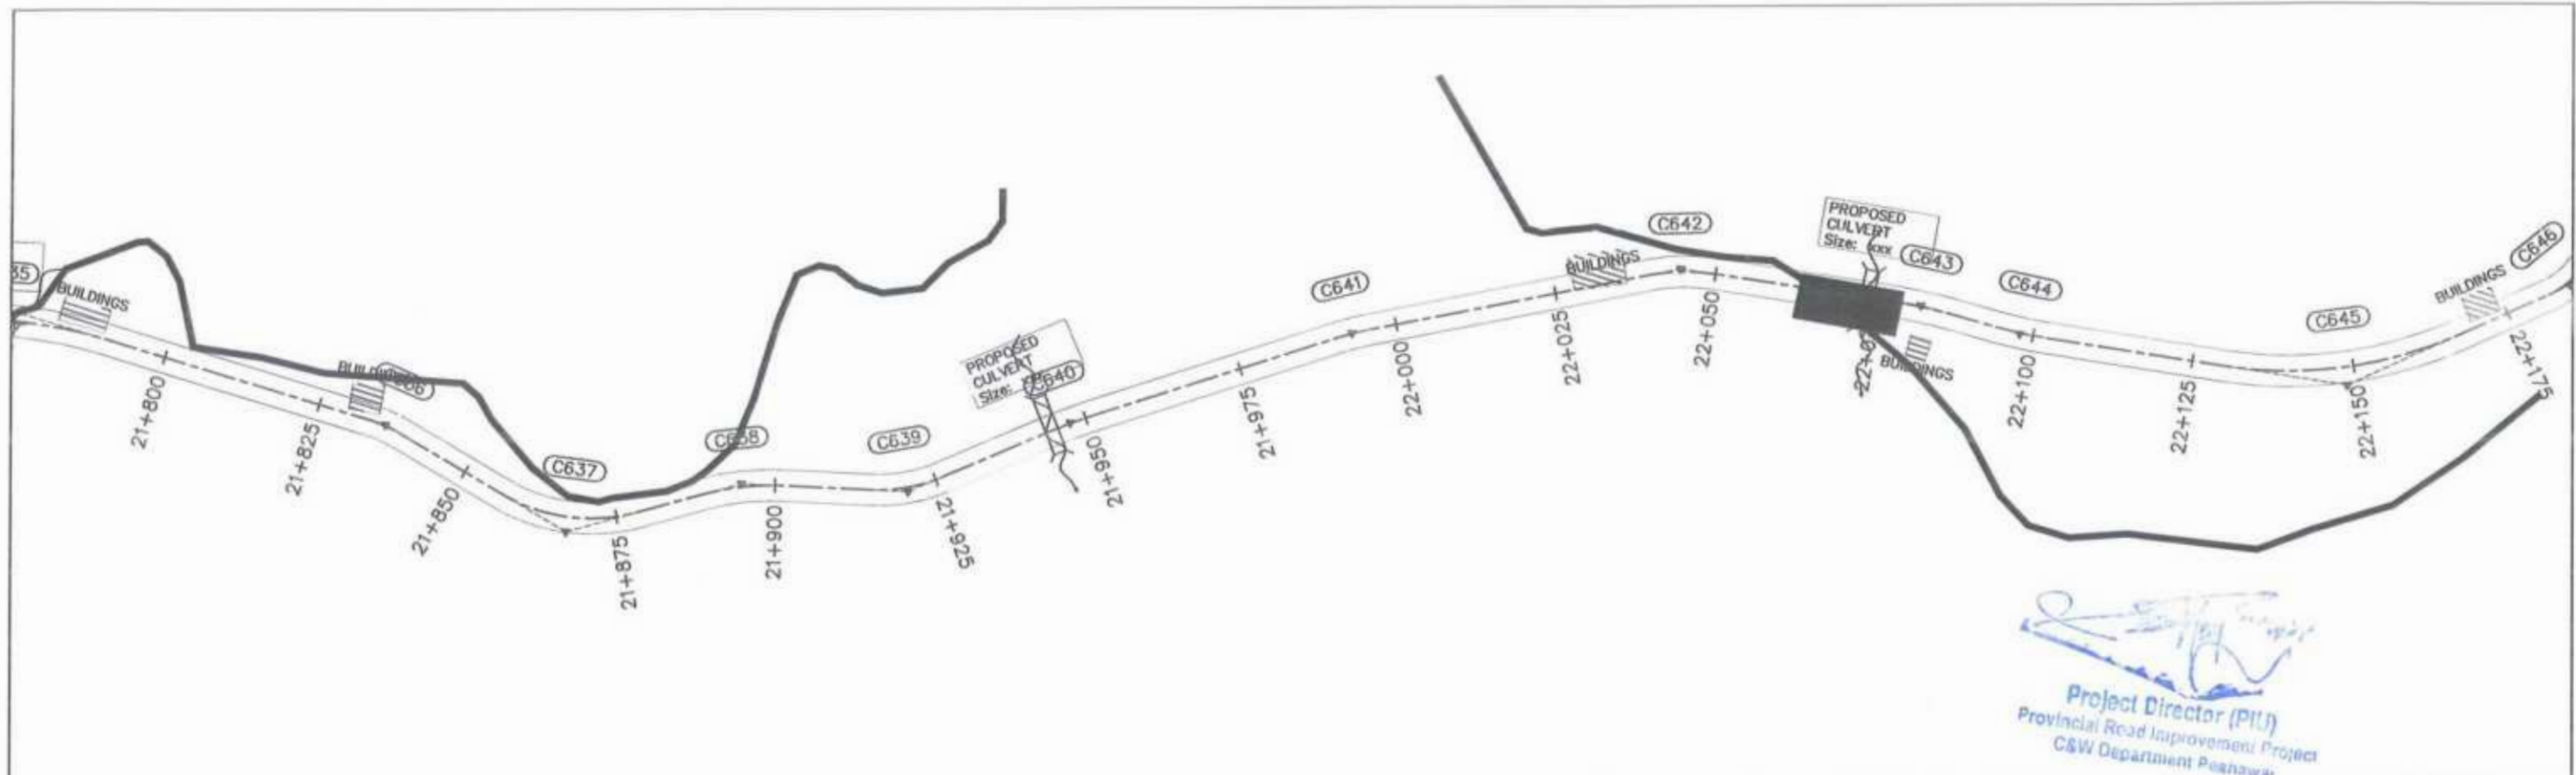 35
BUILDINGS
21+800
21+825
BUILDINGS
21+850
C637
21+875
C638
21+900
C639
21+925
PROPOSED
CULVERT
Size:
C640
21+950
21+975
C641
22+000
22+025
BUILDINGS
C642
22+050
PROPOSED
CULVERT
Size: xxx
C643
BUILDINGS
C644
22+100
22+125
C645
22+150
BUILDINGS
C646
22+175
Project Director (PIU)
Provincial Road Improvement Project
C&W Department Peshawar